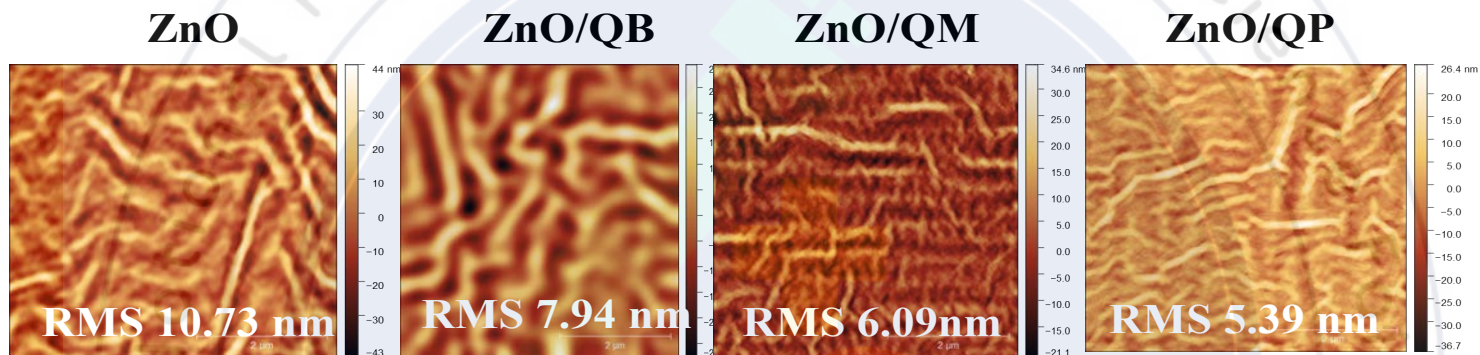 ZnO
ZnO/QB
ZnO/QM
ZnO/QP
44 nm
30
20
10
0
−10
−20
−30
−43
34.6 nm
30.0
25.0
20.0
15.0
10.0
5.0
0.0
−5.0
−10.0
−15.0
−21.1
26.4 nm
20.0
15.0
10.0
5.0
0.0
−5.0
−10.0
−15.0
−20.0
−25.0
−30.0
−36.7
RMS 10.73 nm
RMS 7.94 nm
RMS 6.09nm
RMS 5.39 nm
2 μm
2 μm
2 μm
2 μm